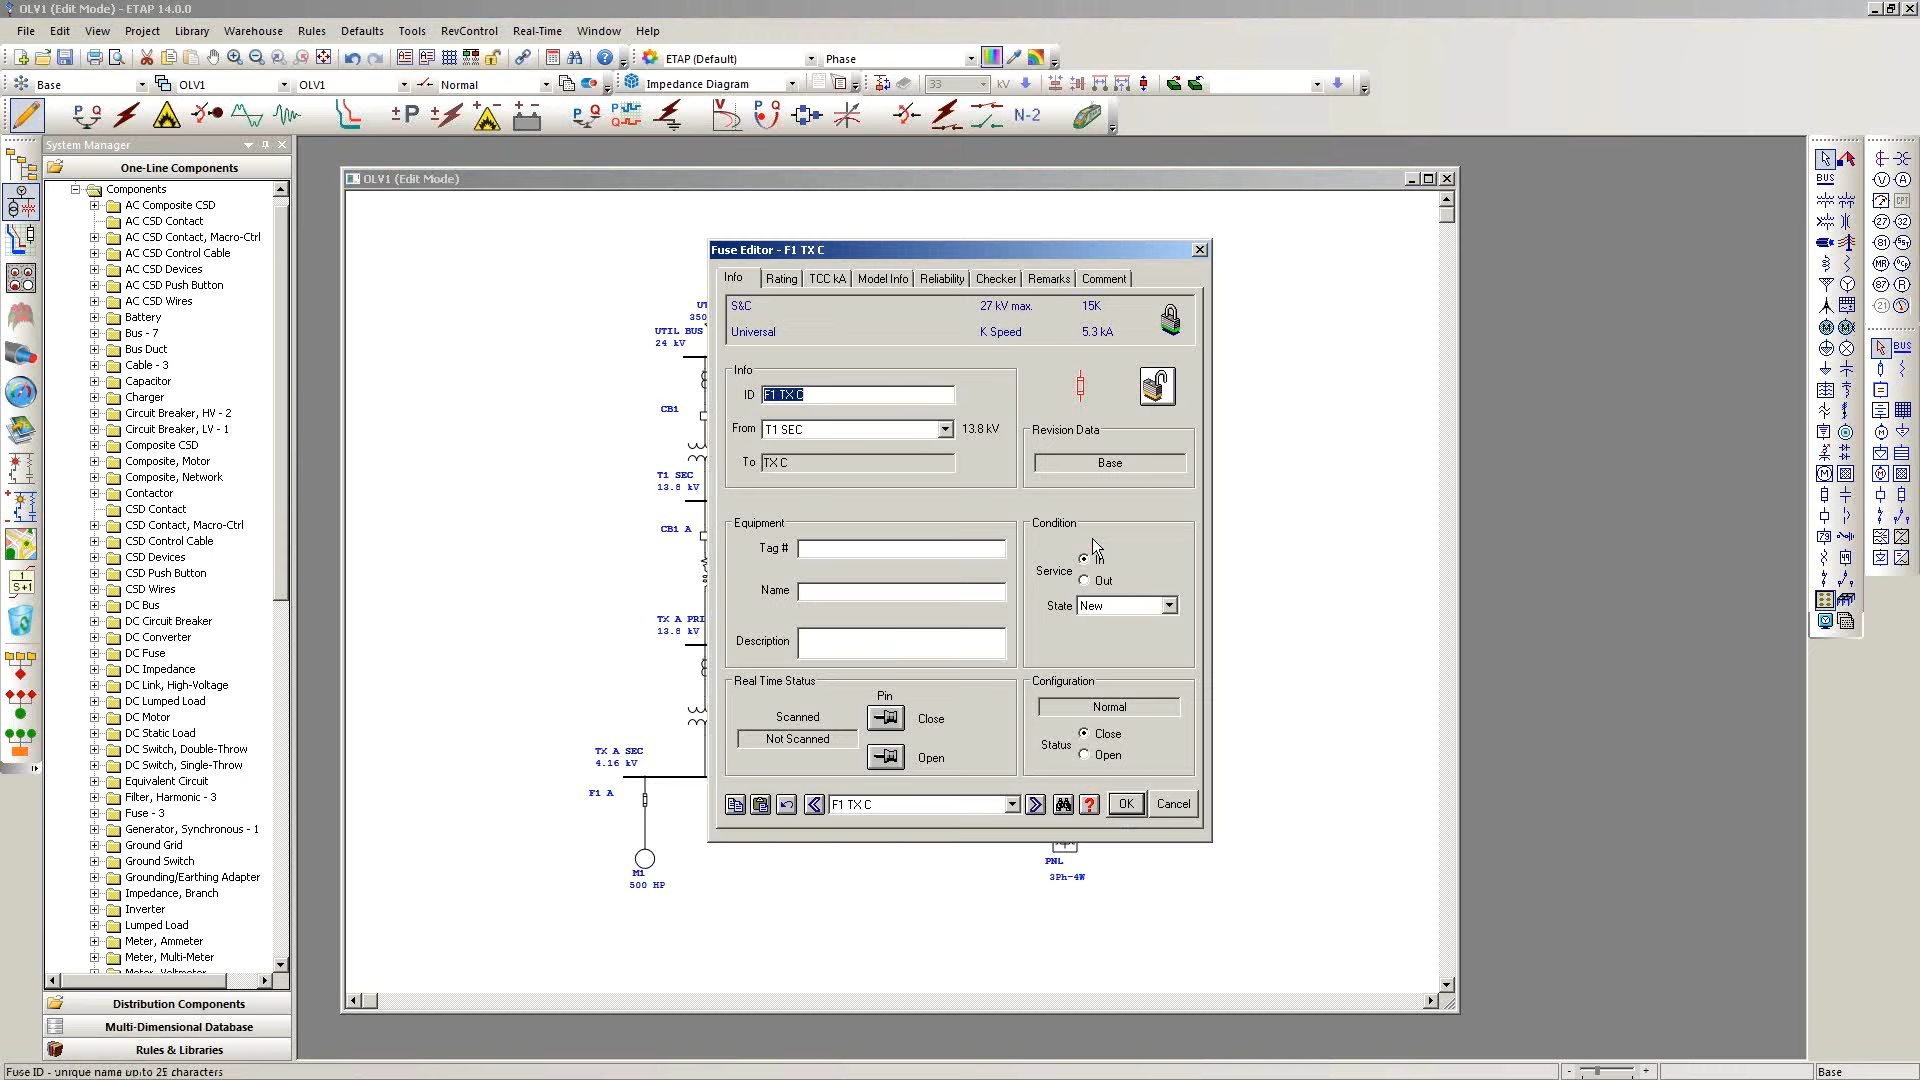 OLV1 (Edit Mode) - ETAP 14.0.0
File Edit View Project Library Warehouse Rules Defaults Tools RevControl Real-Time Window Help
ETAP (Default) Phase
Base OLV1 OLV1 Normal Impedance Diagram 33 kV
N-2
System Manager
One-Line Components
Components
AC Composite CSD
AC CSD Contact
AC CSD Contact, Macro-Ctrl
AC CSD Control Cable
AC CSD Devices
AC CSD Push Button
AC CSD Wires
Battery
Bus - 7
Bus Duct
Cable - 3
Capacitor
Charger
Circuit Breaker, HV - 2
Circuit Breaker, LV - 1
Composite CSD
Composite, Motor
Composite, Network
Contactor
CSD Contact
CSD Contact, Macro-Ctrl
CSD Control Cable
CSD Devices
CSD Push Button
CSD Wires
DC Bus
DC Circuit Breaker
DC Converter
DC Fuse
DC Impedance
DC Link, High-Voltage
DC Lumped Load
DC Motor
DC Static Load
DC Switch, Double-Throw
DC Switch, Single-Throw
Equivalent Circuit
Filter, Harmonic - 3
Fuse - 3
Generator, Synchronous - 1
Ground Grid
Ground Switch
Grounding/Earthing Adapter
Impedance, Branch
Inverter
Lumped Load
Meter, Ammeter
Meter, Multi-Meter
Meter, Voltmeter
Distribution Components
Multi-Dimensional Database
Rules & Libraries
OLV1 (Edit Mode)
UT
350
UTIL BUS
24 kV
CB1
T1 SEC
13.8 kV
CB1 A
TX A PRI
13.8 kV
TX A SEC
4.16 kV
F1 A
M1
500 HP
PNL
3Ph-4W
Fuse Editor - F1 TX C
Info Rating TCC kA Model Info Reliability Checker Remarks Comment
S&C 27 kV max. 15K
Universal K Speed 5.3 kA
Info
ID F1 TX C
From T1 SEC 13.8 kV
To TX C
Revision Data
Base
Equipment
Tag #
Name
Description
Condition
Service In
Out
State New
Real Time Status
Pin
Scanned Close
Not Scanned
Open
Configuration
Normal
Status Close
Open
F1 TX C OK Cancel
BUS
BUS
Fuse ID - unique name upto 25 characters
Base